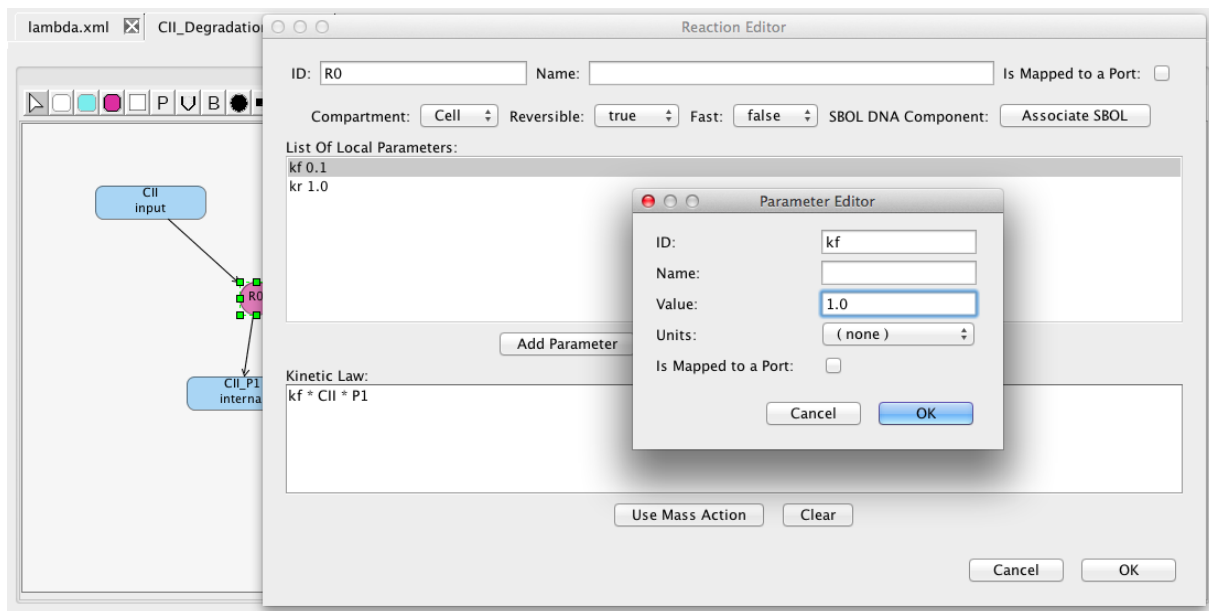 lambda.xml CII_Degradation
Reaction Editor
ID: R0 Name: Is Mapped to a Port:
P V B
Compartment: Cell Reversible: true Fast: false SBOL DNA Component: Associate SBOL
List Of Local Parameters:
kf 0.1
kr 1.0
CII
input
R0
CII_P1
interna
Parameter Editor
ID: kf
Name:
Value: 1.0
Units: ( none )
Is Mapped to a Port:
Cancel OK
Add Parameter
Kinetic Law:
kf * CII * P1
Use Mass Action Clear
Cancel OK